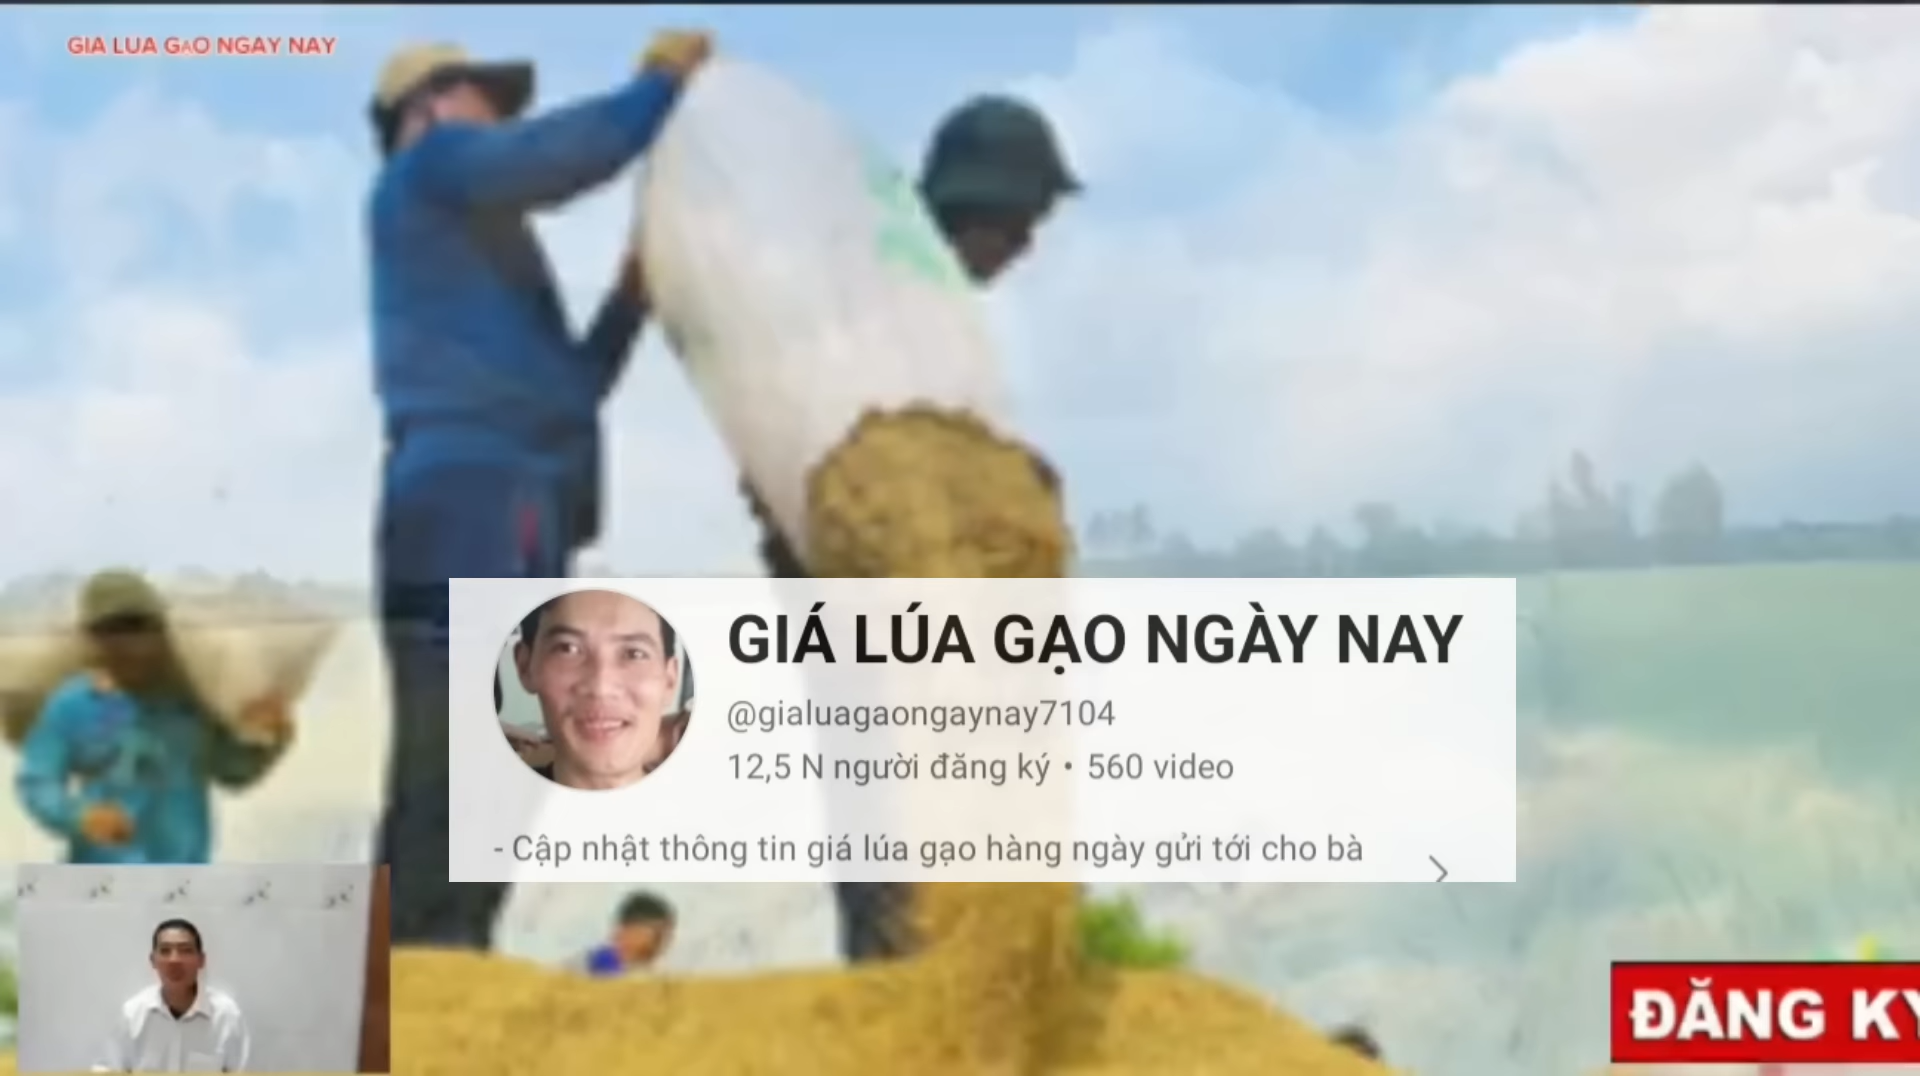 GIA LUA GẠO NGAY NAY
GIÁ LÚA GẠO NGÀY NAY
@gialuagaongaynay7104
12,5 N người đăng ký • 560 video
- Cập nhật thông tin giá lúa gạo hàng ngày gửi tới cho bà
ĐĂNG KÝ